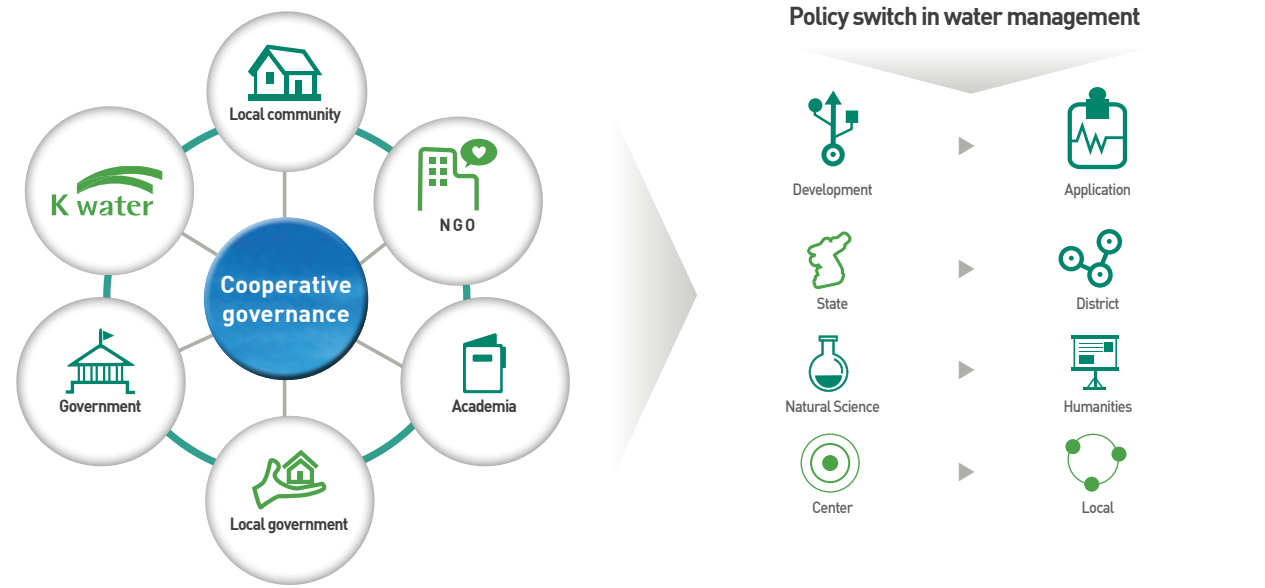 Local community
K water
NGO
Cooperative
governance
Government
Academia
Local government
Policy switch in water management
Development
Application
State
District
Natural Science
Humanities
Center
Local